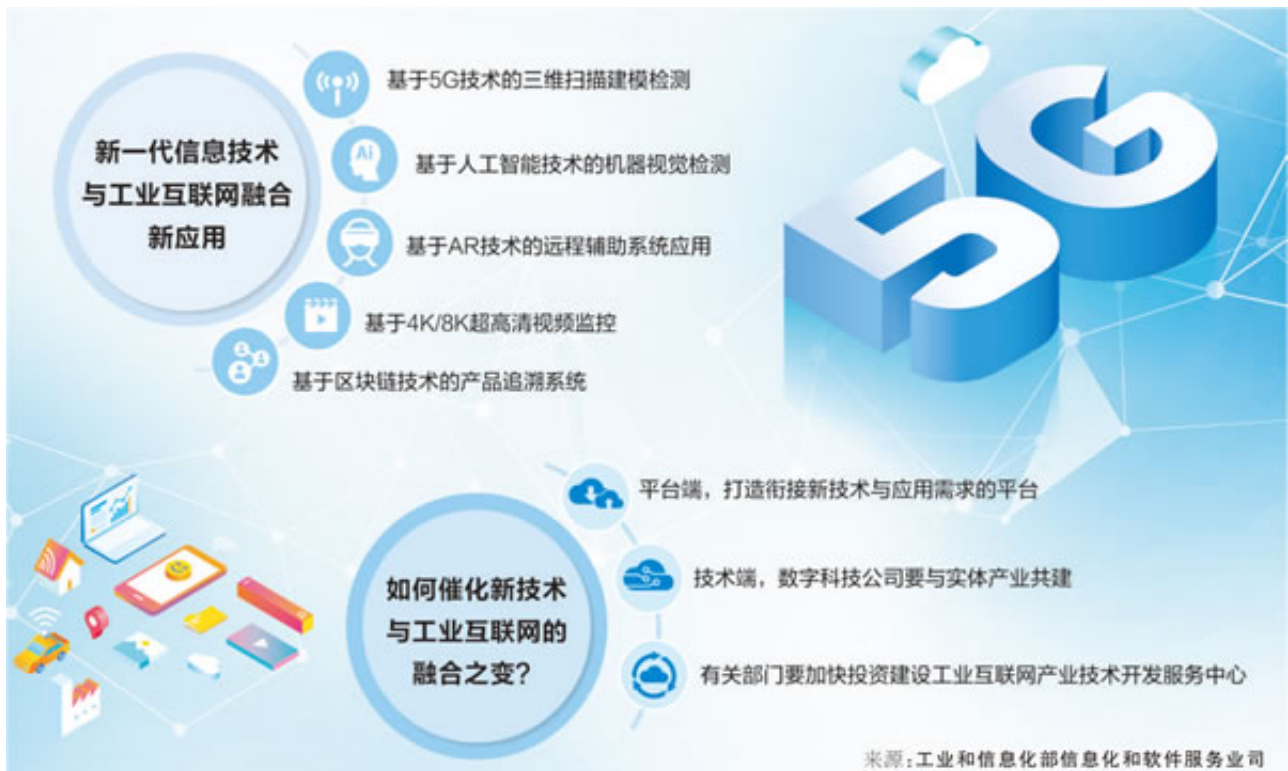 新一代信息技术
与工业互联网融合
新应用
基于5G技术的三维扫描建模检测
Ai
基于人工智能技术的机器视觉检测
基于AR技术的远程辅助系统应用
基于4K/8K超高清视频监控
基于区块链技术的产品追溯系统
5G
如何催化新技术
与工业互联网的
融合之变?
平台端，打造衔接新技术与应用需求的平台
技术端，数字科技公司要与实体产业共建
有关部门要加快投资建设工业互联网产业技术开发服务中心
来源:工业和信息化部信息化和软件服务业司